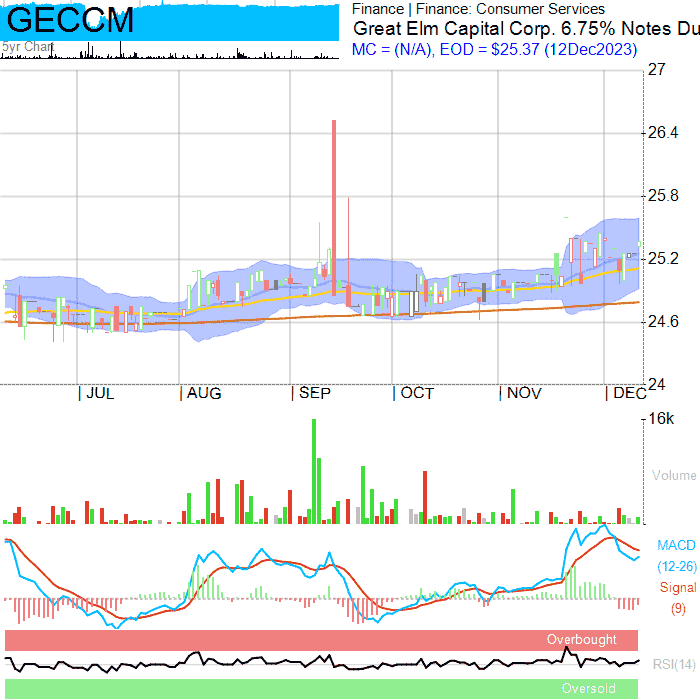 GECCM
5yr Chart
Finance | Finance: Consumer Services
Great Elm Capital Corp. 6.75% Notes Du
MC = (N/A), EOD = $25.37 (12Dec2023)
27
26.4
25.8
25.2
24.6
24
| JUL | AUG | SEP | OCT | NOV | DEC
16k
Volume
MACD
(12-26)
Signal
(9)
Overbought
RSI(14)
Oversold